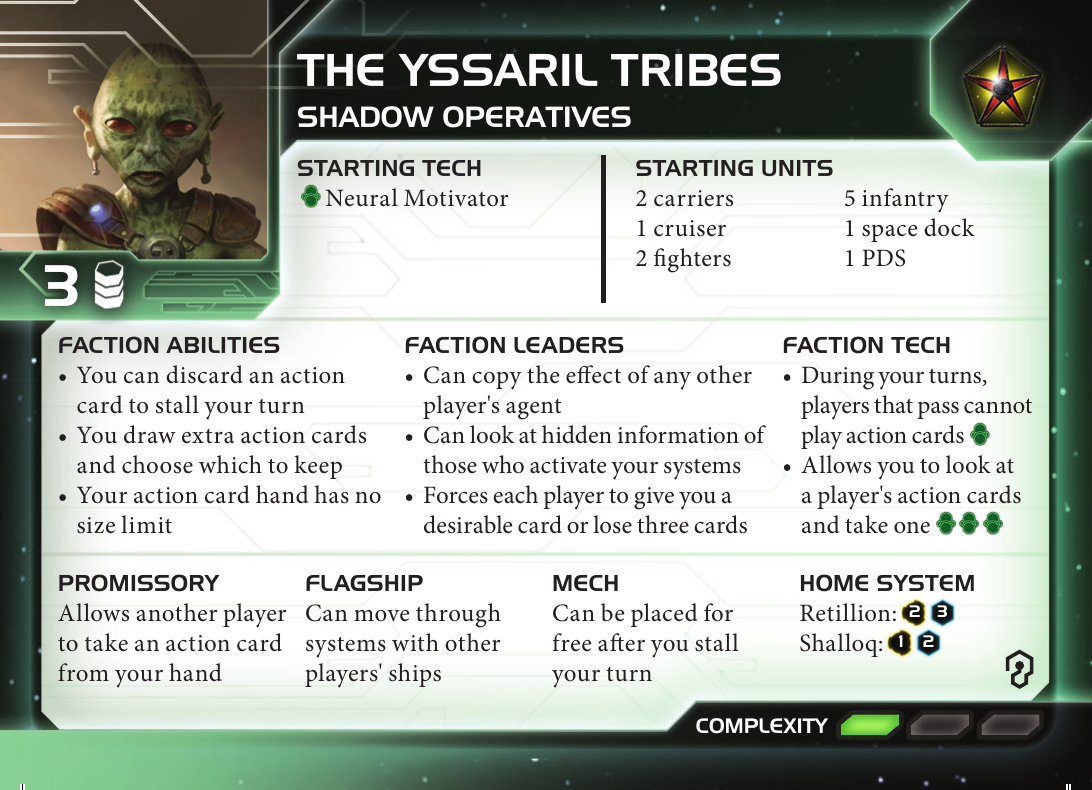 THE YSSARIL TRIBES
SHADOW OPERATIVES
3
STARTING TECH
Neural Motivator
STARTING UNITS
2 carriers
1 cruiser
2 fighters
5 infantry
1 space dock
1 PDS
FACTION ABILITIES
• You can discard an action
card to stall your turn
• You draw extra action cards
and choose which to keep
• Your action card hand has no
size limit
FACTION LEADERS
• Can copy the effect of any other
player's agent
• Can look at hidden information of
those who activate your systems
• Forces each player to give you a
desirable card or lose three cards
FACTION TECH
• During your turns,
players that pass cannot
play action cards
• Allows you to look at
a player's action cards
and take one
PROMISSORY
Allows another player
to take an action card
from your hand
FLAGSHIP
Can move through
systems with other
players' ships
MECH
Can be placed for
free after you stall
your turn
HOME SYSTEM
Retillion: 2 3
Shalloq: 1 2
COMPLEXITY